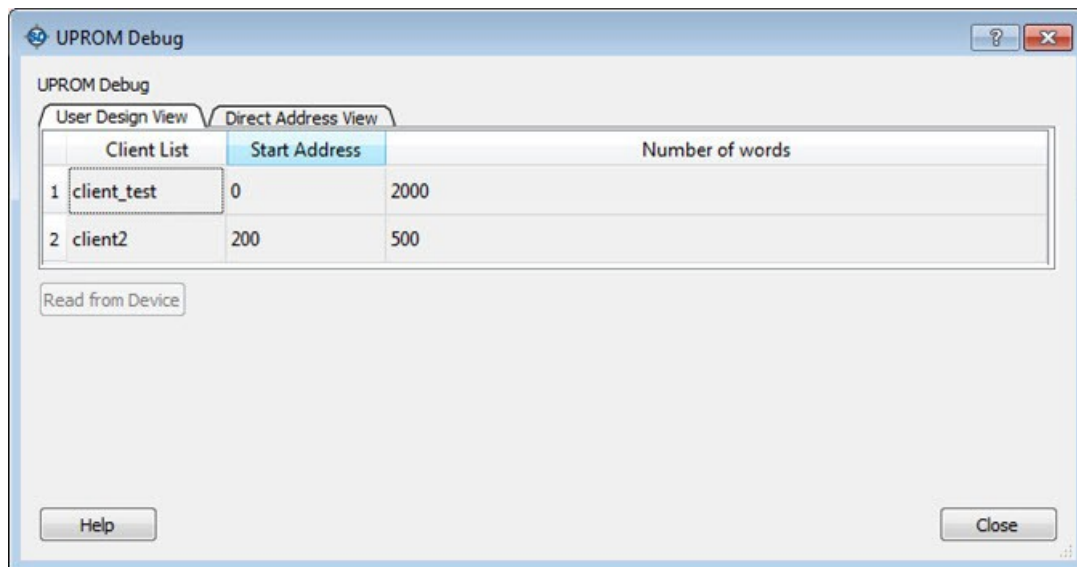 UPROM Debug
UPROM Debug
User Design View Direct Address View
Client List Start Address Number of words
1 client_test 0 2000
2 client2 200 500
Read from Device
Help Close